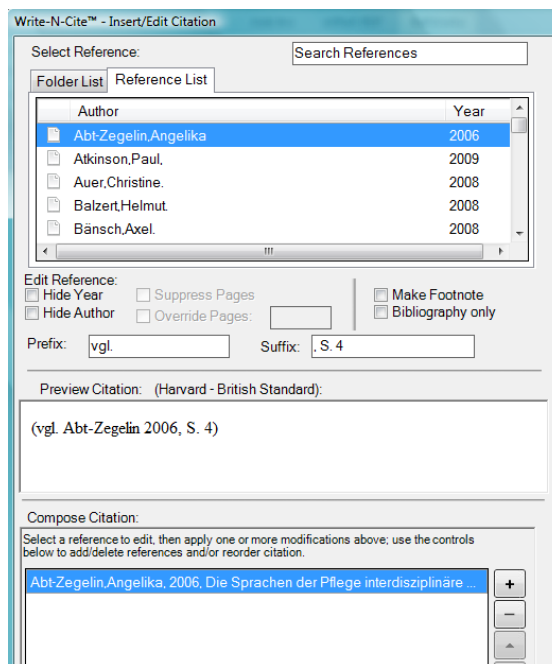 Write-N-Cite™ - Insert/Edit Citation
Select Reference: Search References
Folder List Reference List
Author Year
Abt-Zegelin,Angelika 2006
Atkinson,Paul, 2009
Auer,Christine. 2008
Balzert,Helmut. 2008
Bänsch,Axel. 2008
Edit Reference:
Hide Year Suppress Pages Make Footnote
Hide Author Override Pages: Bibliography only
Prefix: vgl. Suffix: , S. 4
Preview Citation: (Harvard - British Standard):
(vgl. Abt-Zegelin 2006, S. 4)
Compose Citation:
Select a reference to edit, then apply one or more modifications above; use the controls
below to add/delete references and/or reorder citation.
Abt-Zegelin,Angelika, 2006, Die Sprachen der Pflege interdisziplinäre ...